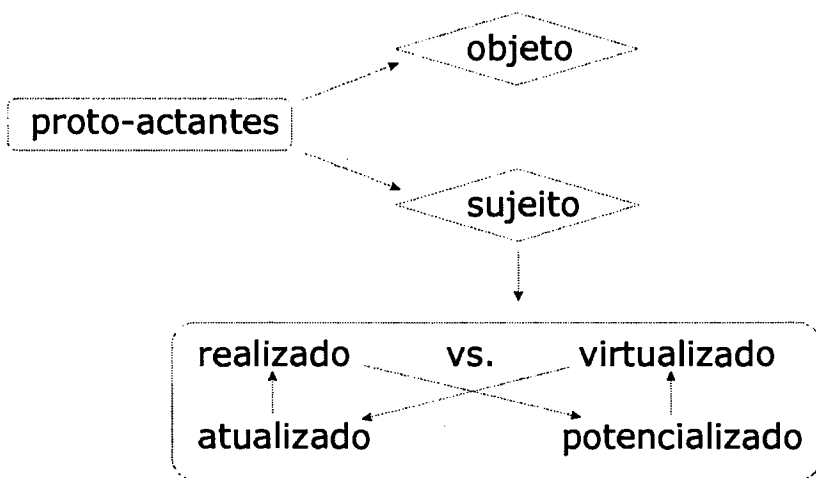 objeto
proto-actantes
sujeito
realizado vs. virtualizado
atualizado potencializado